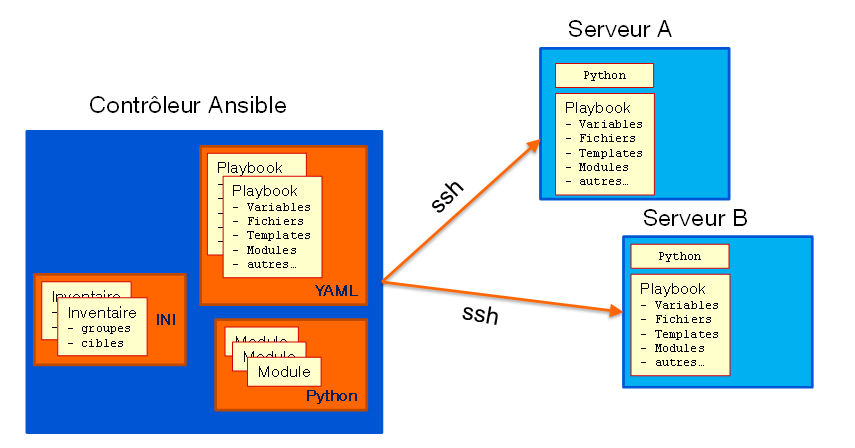 Contrôleur Ansible
Playbook
-
-
-
-
-
Playbook
- Variables
- Fichiers
- Templates
- Modules
- autres…
YAML
Inventaire
-
-
Inventaire
- groupes
- cibles
INI
Module
Module
Module
Python
ssh
ssh
Serveur A
Python
Playbook
- Variables
- Fichiers
- Templates
- Modules
- autres…
Serveur B
Python
Playbook
- Variables
- Fichiers
- Templates
- Modules
- autres…